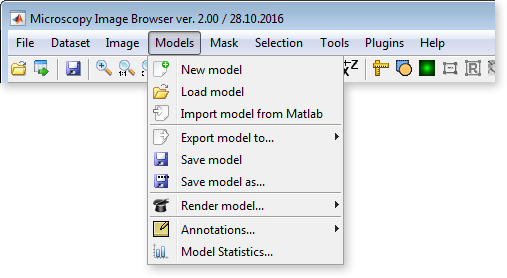 Microscopy Image Browser ver. 2.00 / 28.10.2016
File Dataset Image Models Mask Selection Tools Plugins Help
1:1
New model
Load model
Import model from Matlab
Export model to...
Save model
Save model as...
Render model...
Annotations...
Model Statistics...